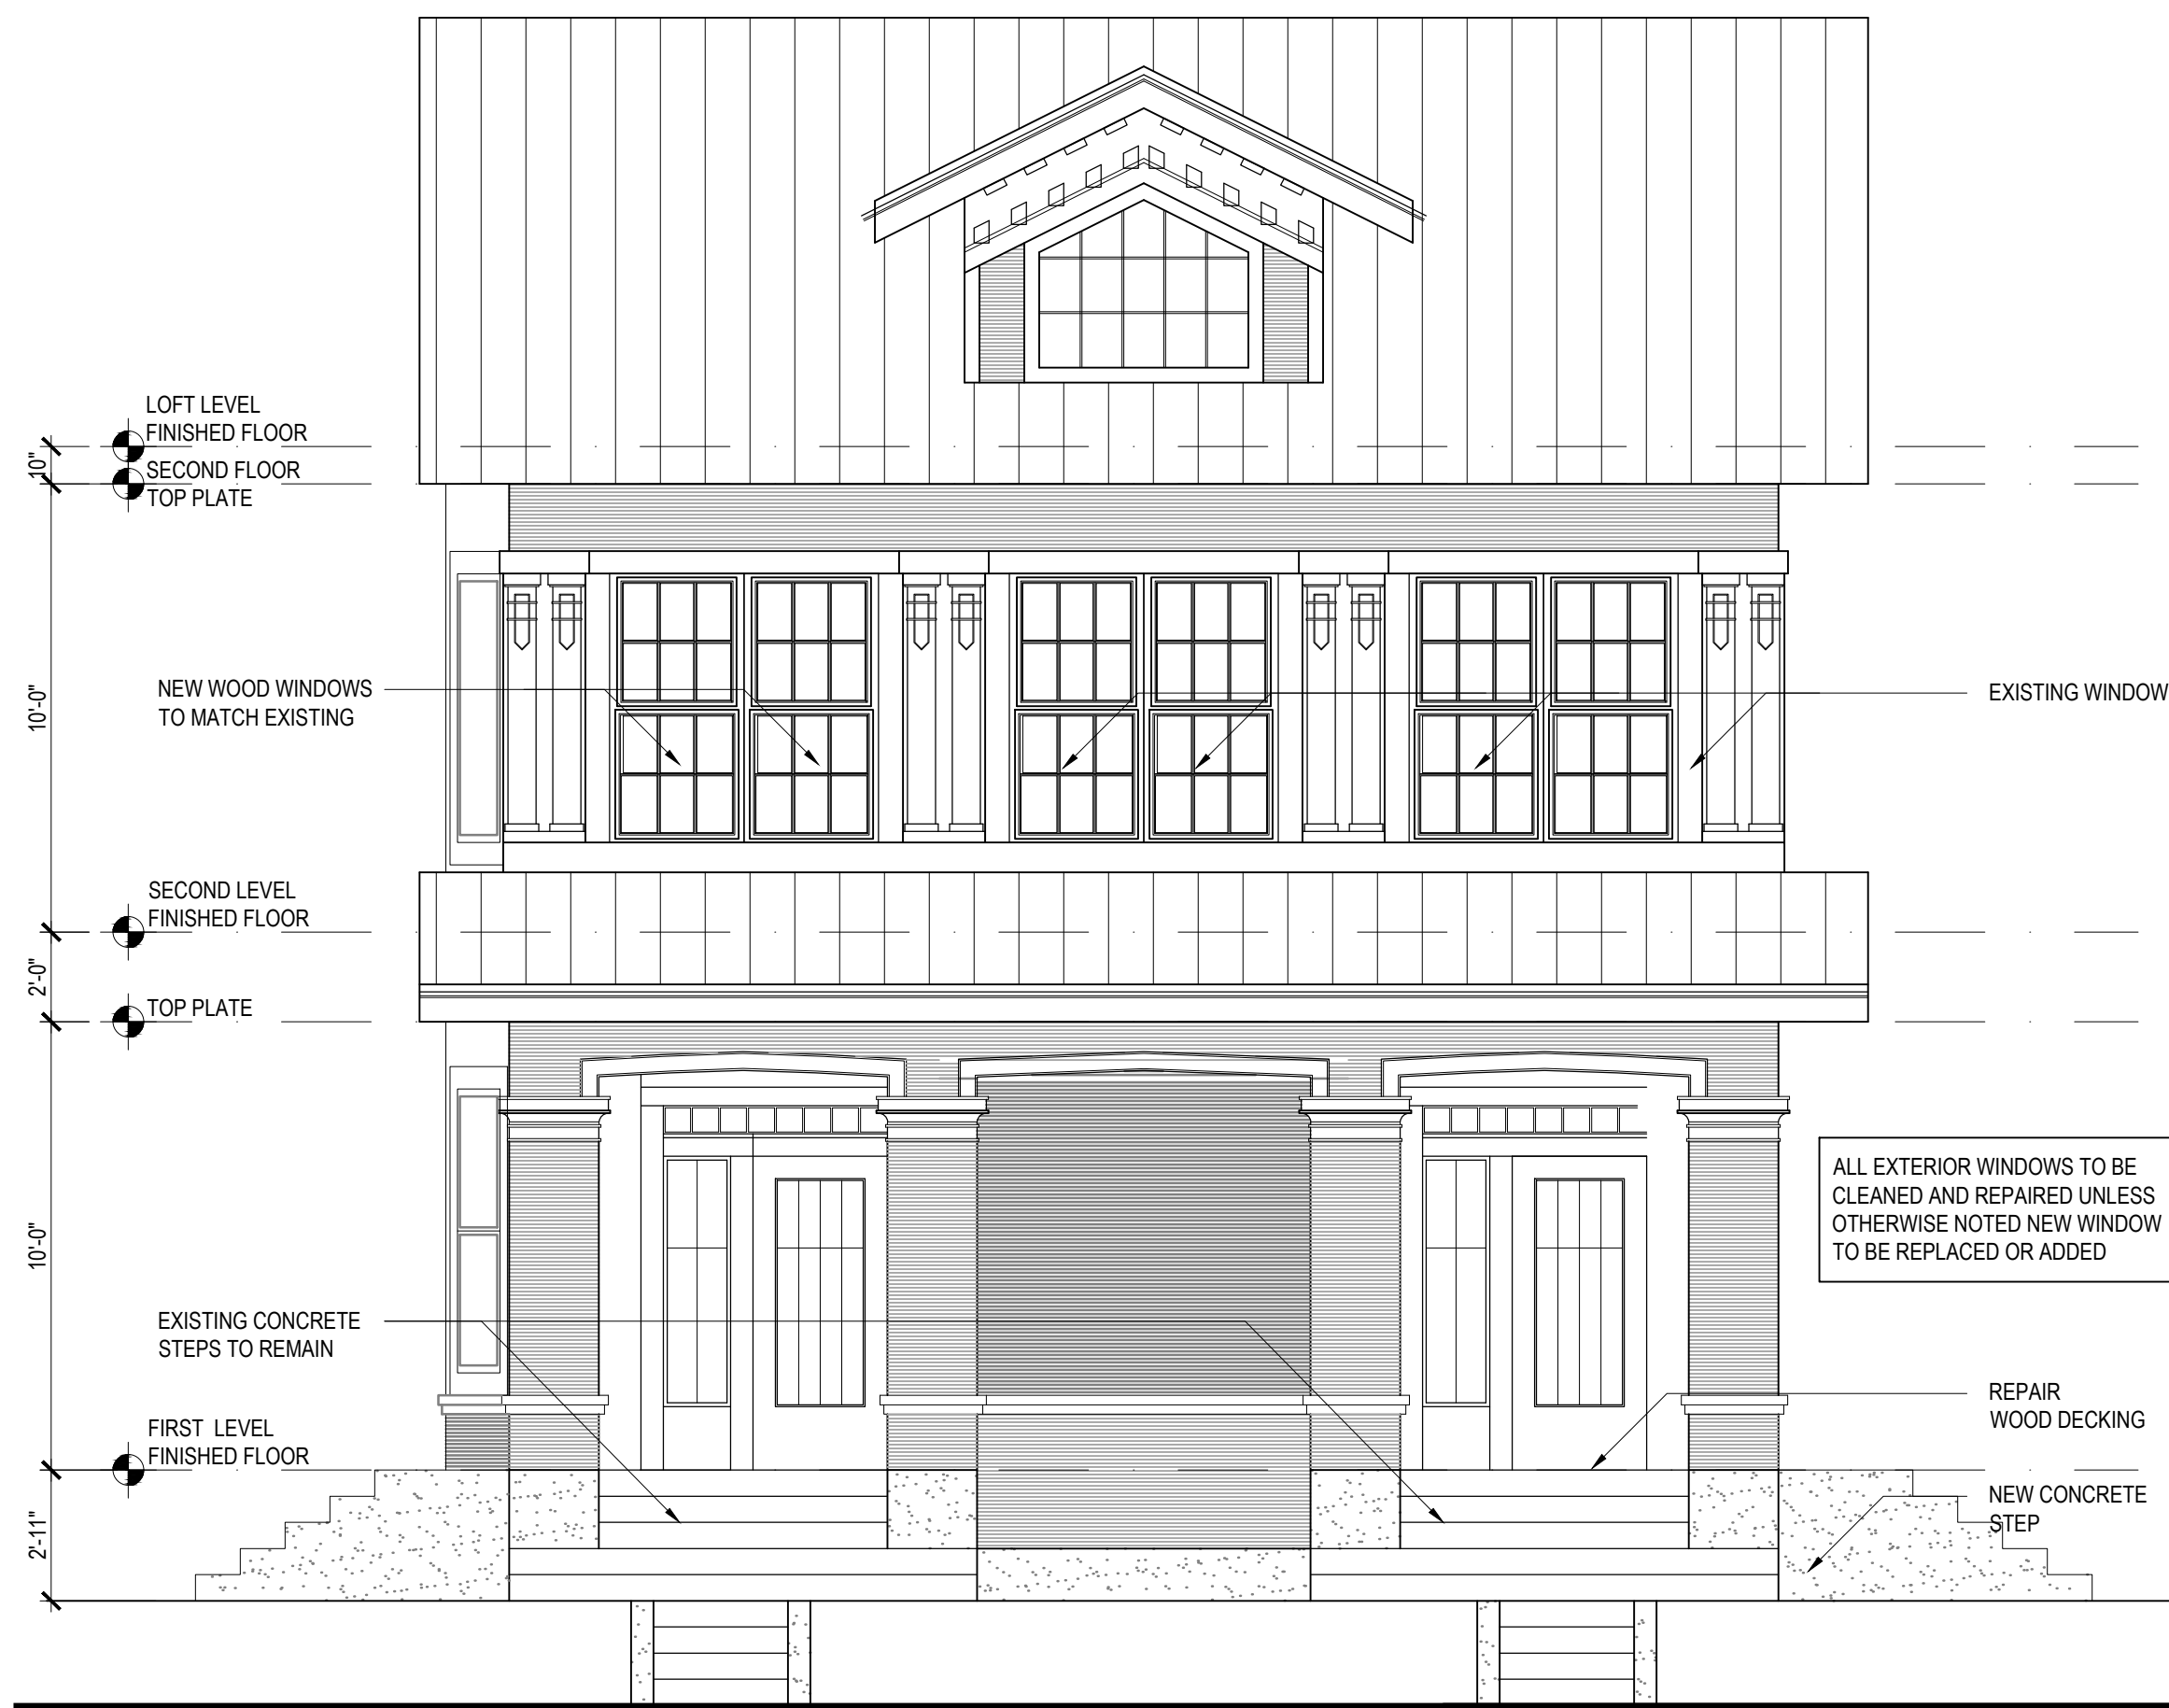 LOFT LEVEL
FINISHED FLOOR
10"
SECOND FLOOR
TOP PLATE
10'-0"
NEW WOOD WINDOWS
TO MATCH EXISTING
EXISTING WINDOW
SECOND LEVEL
FINISHED FLOOR
2'-0"
TOP PLATE
ALL EXTERIOR WINDOWS TO BE
CLEANED AND REPAIRED UNLESS
OTHERWISE NOTED NEW WINDOW
TO BE REPLACED OR ADDED
10'-0"
EXISTING CONCRETE
STEPS TO REMAIN
REPAIR
WOOD DECKING
FIRST LEVEL
FINISHED FLOOR
NEW CONCRETE
STEP
2'-11"